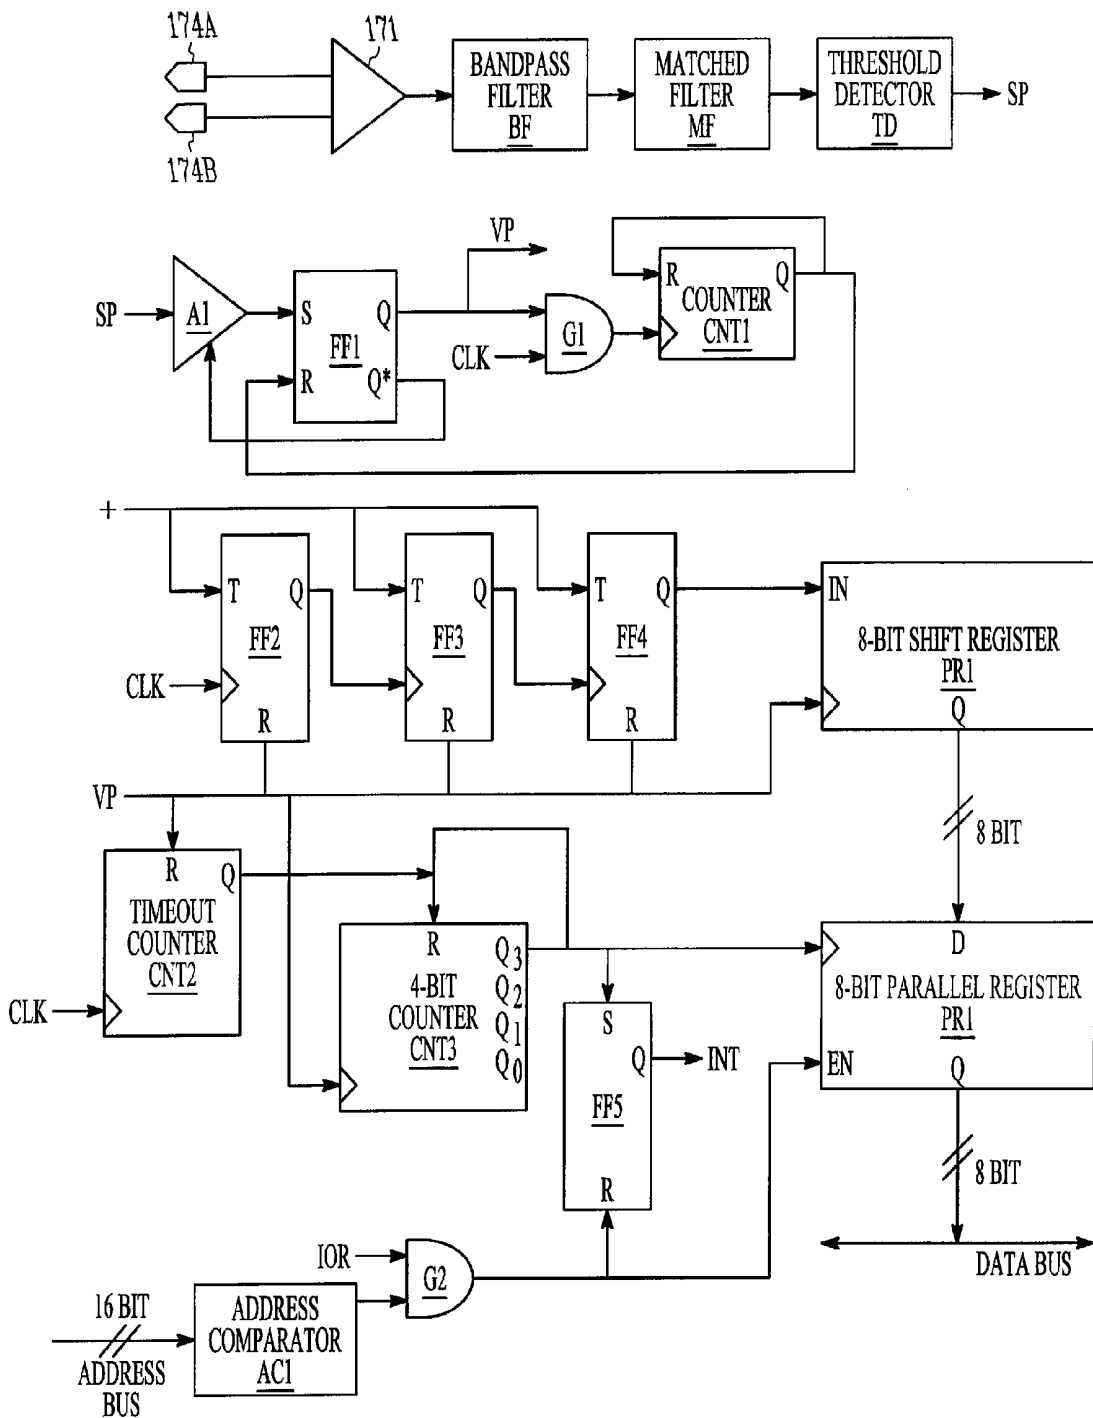 174A
171
BANDPASS
FILTER
BF
MATCHED
FILTER
MF
THRESHOLD
DETECTOR
TD
SP
174B
VP
SP
A1
S
Q
FF1
R
Q*
CLK
G1
R
Q
COUNTER
CNT1
+
T
Q
FF2
R
CLK
T
Q
FF3
R
T
Q
FF4
R
IN
8-BIT SHIFT REGISTER
PR1
Q
VP
8 BIT
R
Q
TIMEOUT
COUNTER
CNT2
CLK
R
Q3
Q2
Q1
Q0
4-BIT
COUNTER
CNT3
S
Q
FF5
R
INT
D
8-BIT PARALLEL REGISTER
PR1
EN
Q
8 BIT
DATA BUS
IOR
G2
16 BIT
ADDRESS
BUS
ADDRESS
COMPARATOR
AC1